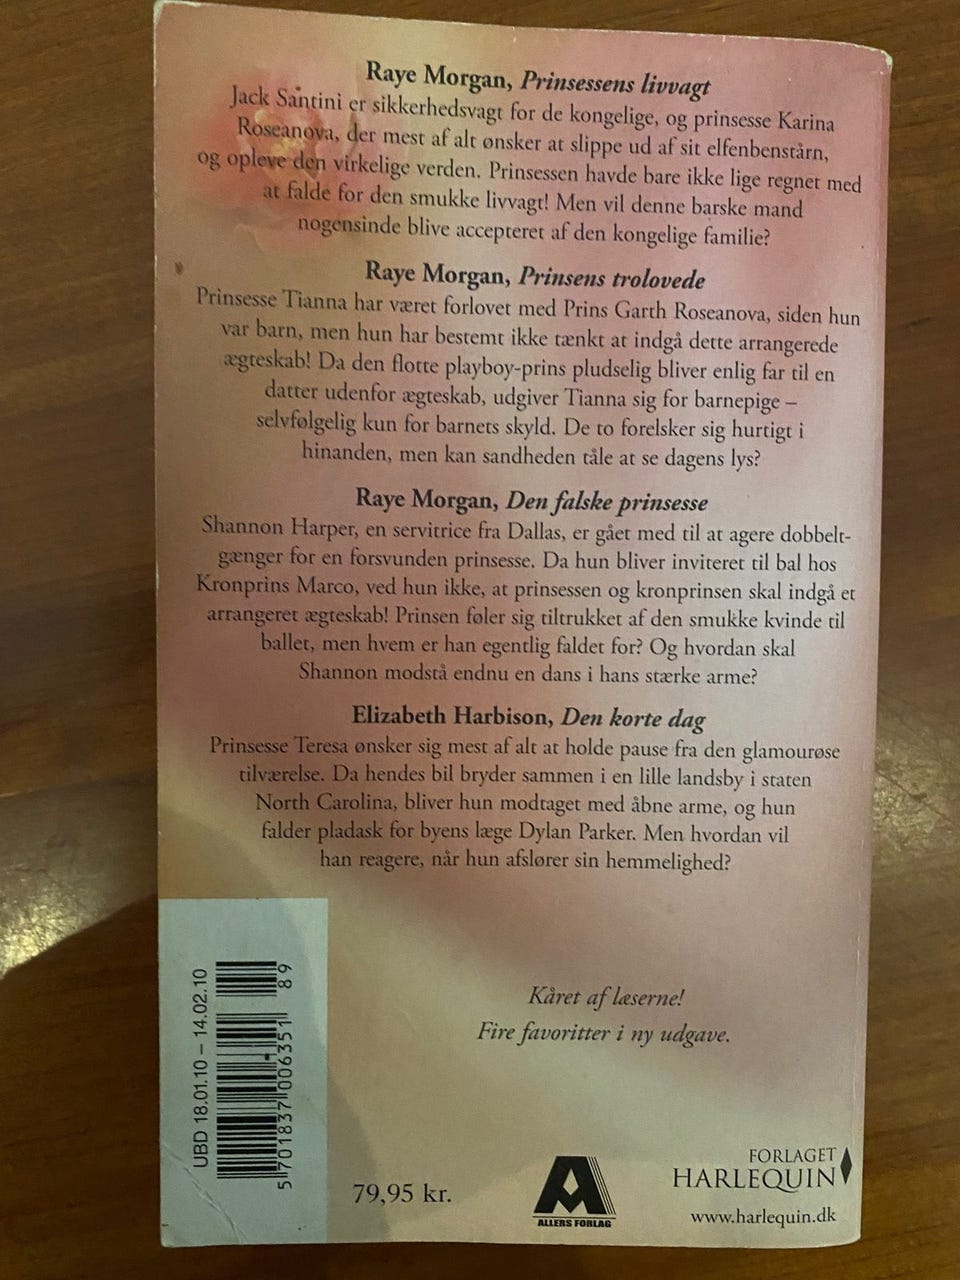 Raye Morgan, Prinsessens livvagt
Jack Santini er sikkerhedsvagt for de kongelige, og prinsesse Karina
Roseanova, der mest af alt ønsker at slippe ud af sit elfenbenstårn,
og opleve den virkelige verden. Prinsessen havde bare ikke lige regnet med
at falde for den smukke livvagt! Men vil denne barske mand
nogensinde blive accepteret af den kongelige familie?
Raye Morgan, Prinsens trolovede
Prinsesse Tianna har været forlovet med Prins Garth Roseanova, siden hun
var barn, men hun har bestemt ikke tænkt at indgå dette arrangerede
ægteskab! Da den flotte playboy-prins pludselig bliver enlig far til en
datter udenfor ægteskab, udgiver Tianna sig for barnepige –
selvfølgelig kun for barnets skyld. De to forelsker sig hurtigt i
hinanden, men kan sandheden tåle at se dagens lys?
Raye Morgan, Den falske prinsesse
Shannon Harper, en servitrice fra Dallas, er gået med til at agere dobbelt-
gænger for en forsvunden prinsesse. Da hun bliver inviteret til bal hos
Kronprins Marco, ved hun ikke, at prinsessen og kronprinsen skal indgå et
arrangeret ægteskab! Prinsen føler sig tiltrukket af den smukke kvinde til
ballet, men hvem er han egentlig faldet for? Og hvordan skal
Shannon modstå endnu en dans i hans stærke arme?
Elizabeth Harbison, Den korte dag
Prinsesse Teresa ønsker sig mest af alt at holde pause fra den glamourøse
tilværelse. Da hendes bil bryder sammen i en lille landsby i staten
North Carolina, bliver hun modtaget med åbne arme, og hun
falder pladask for byens læge Dylan Parker. Men hvordan vil
han reagere, når hun afslører sin hemmelighed?
Kåret af læserne!
Fire favoritter i ny udgave.
UBD 18.01.10 – 14.02.10
5 701837 006351
89
79,95 kr.
ALLERS FORLAG
FORLAGET
HARLEQUIN
www.harlequin.dk